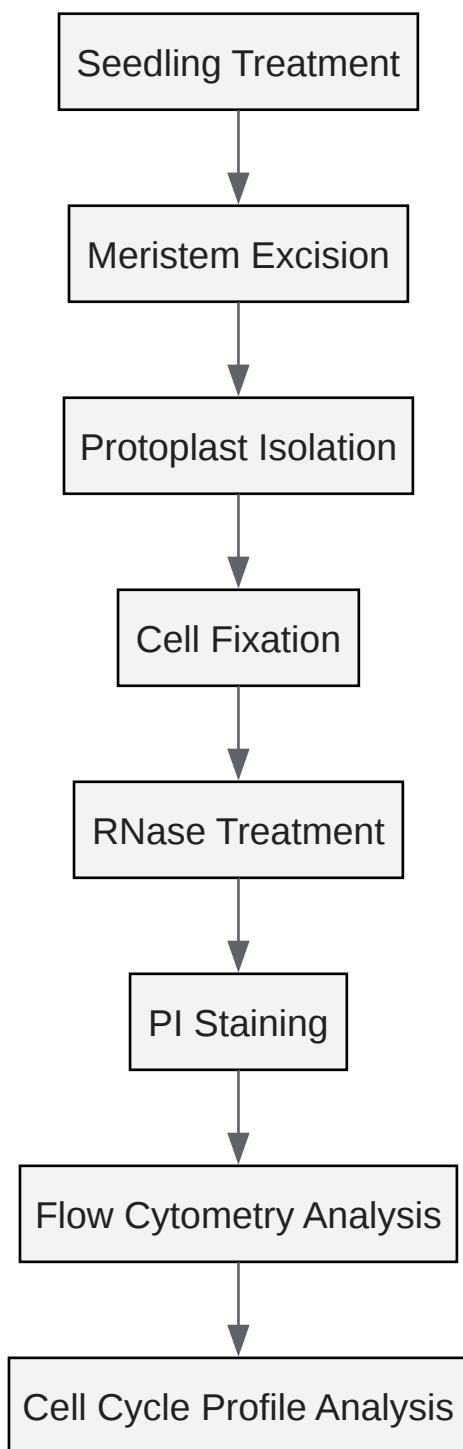 Seedling Treatment
Meristem Excision
Protoplast Isolation
Cell Fixation
RNase Treatment
PI Staining
Flow Cytometry Analysis
Cell Cycle Profile Analysis